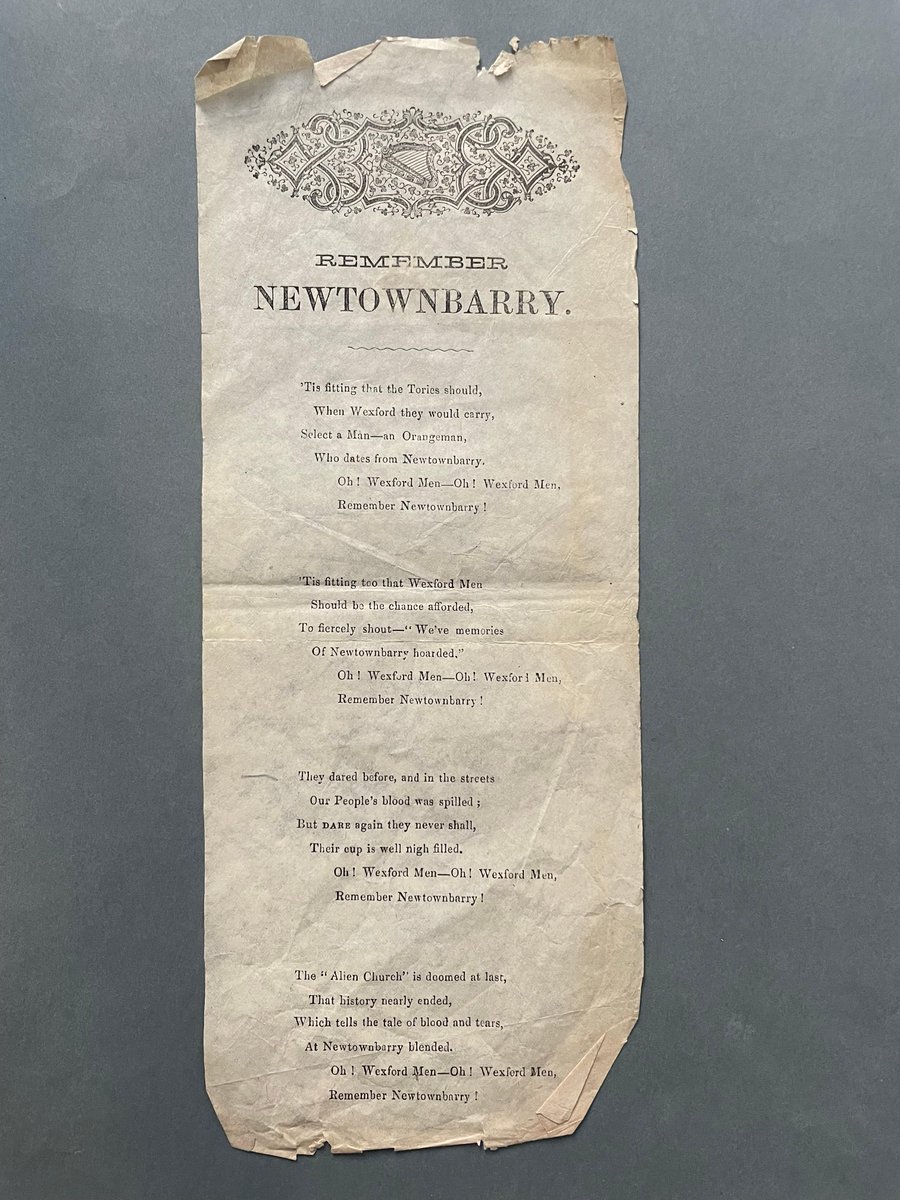 REMEMBER
NEWTOWNBARRY.
'Tis fitting that the Tories should,
When Wexford they would carry,
Select a Man—an Orangeman,
Who dates from Newtownbarry.
Oh! Wexford Men—Oh! Wexford Men,
Remember Newtownbarry!
'Tis fitting too that Wexford Men
Should be the chance afforded,
To fiercely shout—"We've memories
Of Newtownbarry hoarded."
Oh! Wexford Men—Oh! Wexford Men,
Remember Newtownbarry!
They dared before, and in the streets
Our People's blood was spilled;
But DARE again they never shall,
Their cup is well nigh filled.
Oh! Wexford Men—Oh! Wexford Men,
Remember Newtownbarry!
The "Alien Church" is doomed at last,
That history nearly ended,
Which tells the tale of blood and tears,
At Newtownbarry blended.
Oh! Wexford Men—Oh! Wexford Men,
Remember Newtownbarry!